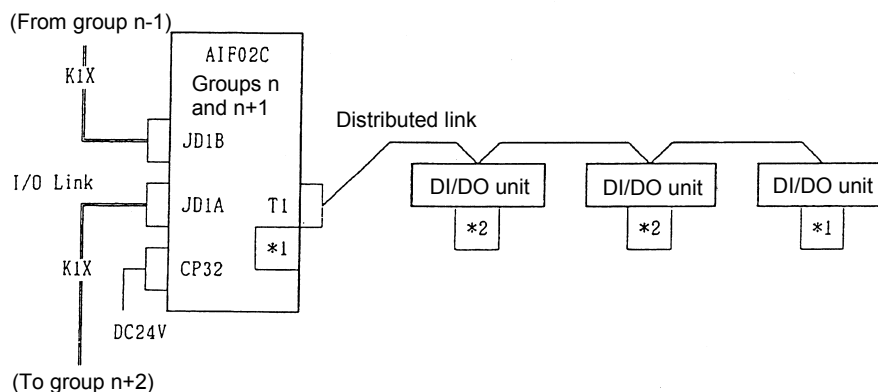 (From group n-1)
K1X
AIF02C
Groups n
and n+1
JD1B
Distributed link
I/O Link
JD1A
T1
*1
CP32
K1X
DC24V
(To group n+2)
DI/DO unit
*2
DI/DO unit
*2
DI/DO unit
*1